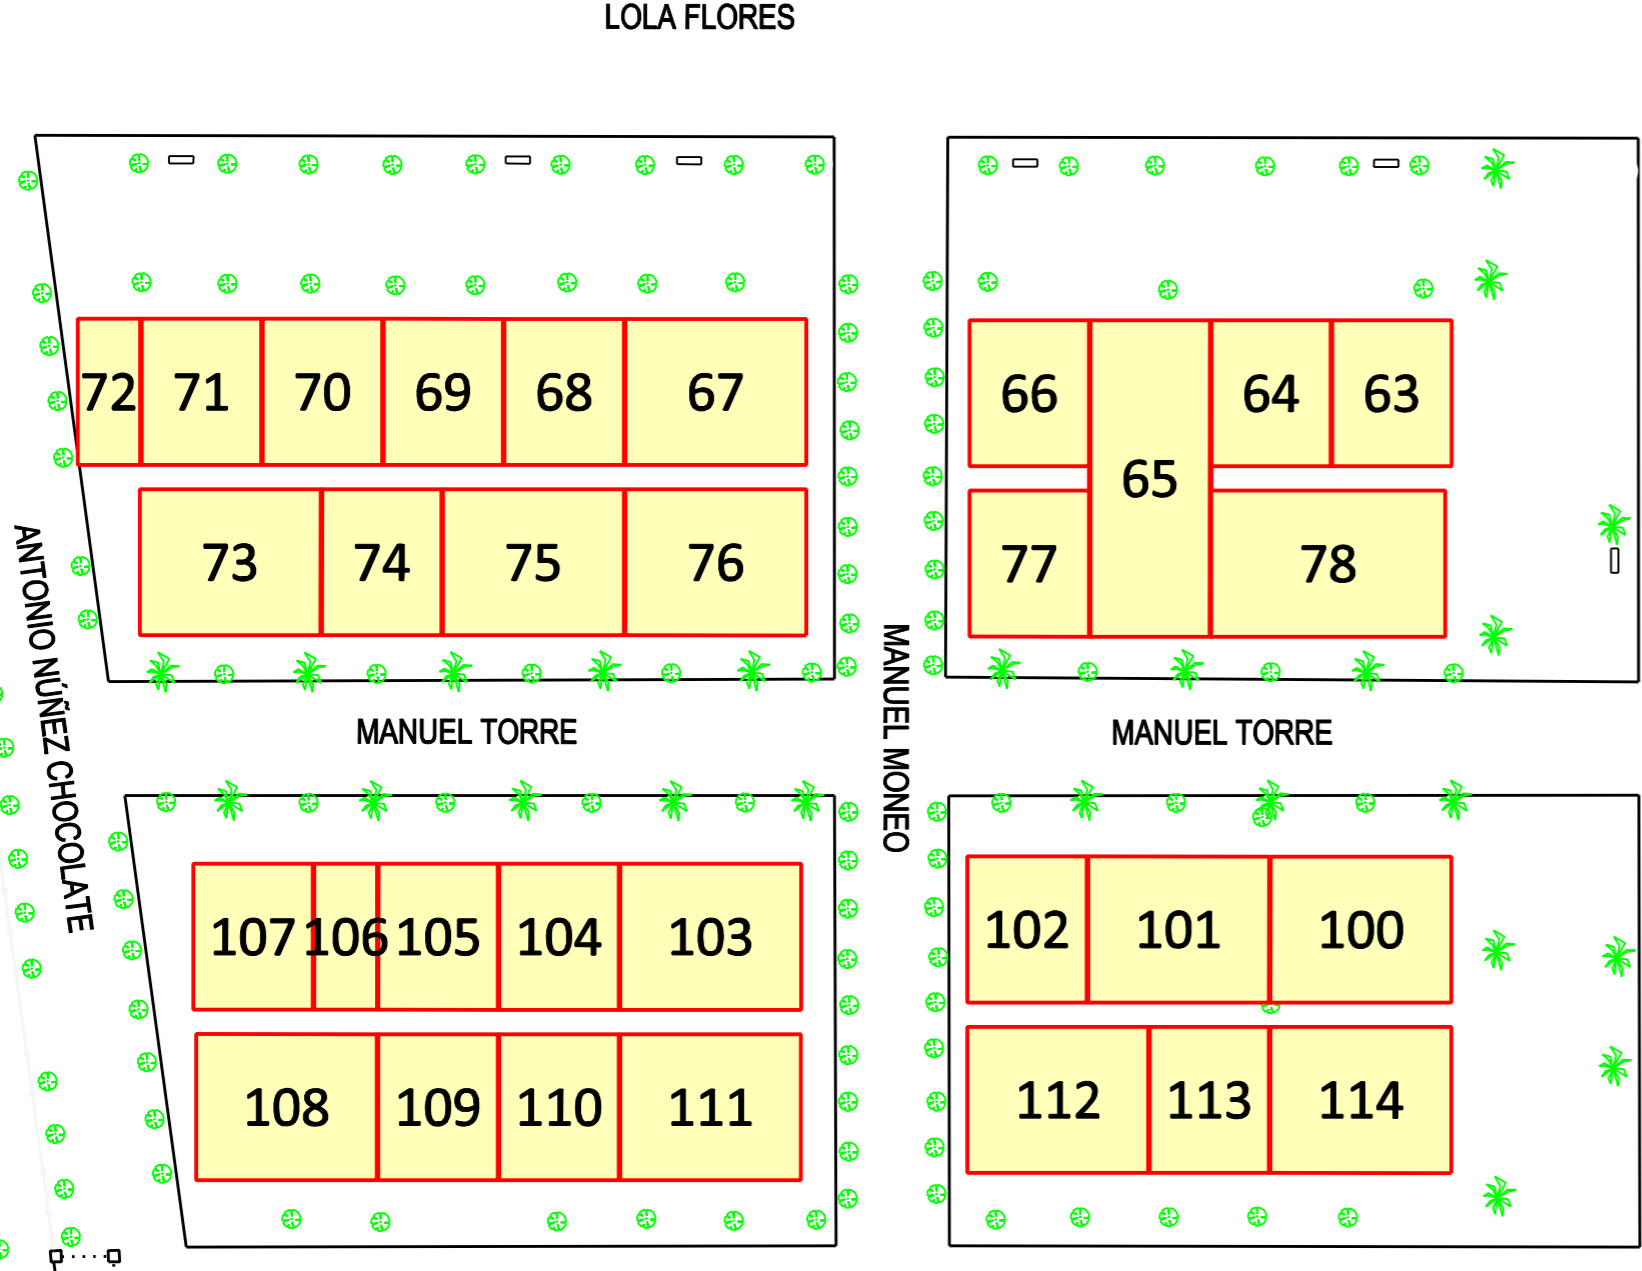 LOLA FLORES
72 71 70 69 68 67
66 65 64 63
73 74 75 76
77 78
ANTONIO NÚÑEZ CHOCOLATE
MANUEL TORRE
MANUEL MONEO
MANUEL TORRE
107 106 105 104 103
102 101 100
108 109 110 111
112 113 114